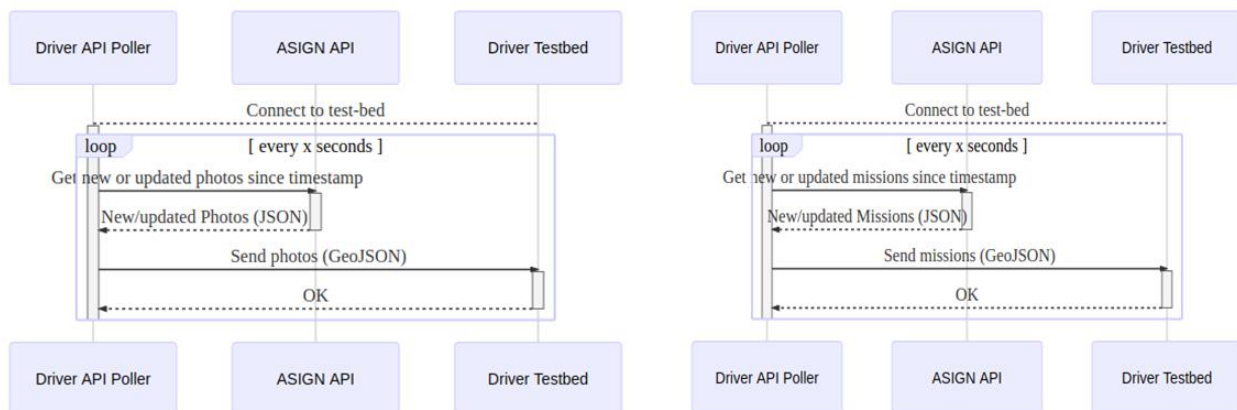 Driver API Poller
ASIGN API
Driver Testbed
Connect to test-bed
loop
[ every x seconds ]
Get new or updated photos since timestamp
New/updated Photos (JSON)
Send photos (GeoJSON)
OK
Driver API Poller
ASIGN API
Driver Testbed
Driver API Poller
ASIGN API
Driver Testbed
Connect to test-bed
loop
[ every x seconds ]
Get new or updated missions since timestamp
New/updated Missions (JSON)
Send missions (GeoJSON)
OK
Driver API Poller
ASIGN API
Driver Testbed